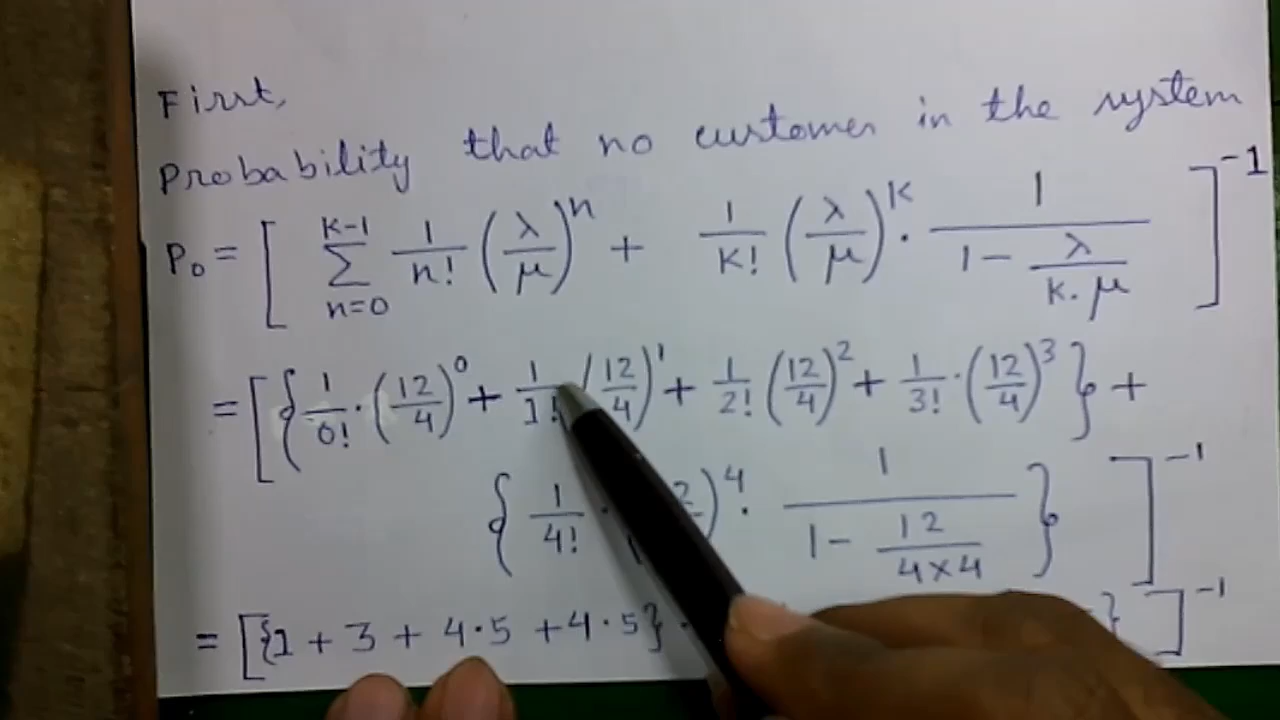 First,
Probability that no customer in the system
P₀ = [ Σ_{n=0}^{k-1} 1/n! (λ/μ)^n + 1/k! (λ/μ)^k · 1/(1 - λ/(k·μ)) ]^{-1}
= [ { 1/0! · (12/4)^0 + 1/1! (12/4)^1 + 1/2! (12/4)^2 + 1/3! · (12/4)^3 } +
{ 1/4! · )^4 · 1/(1 - 12/(4×4)) } ]^{-1}
= [ {1 + 3 + 4·5 + 4·5} } ]^{-1}